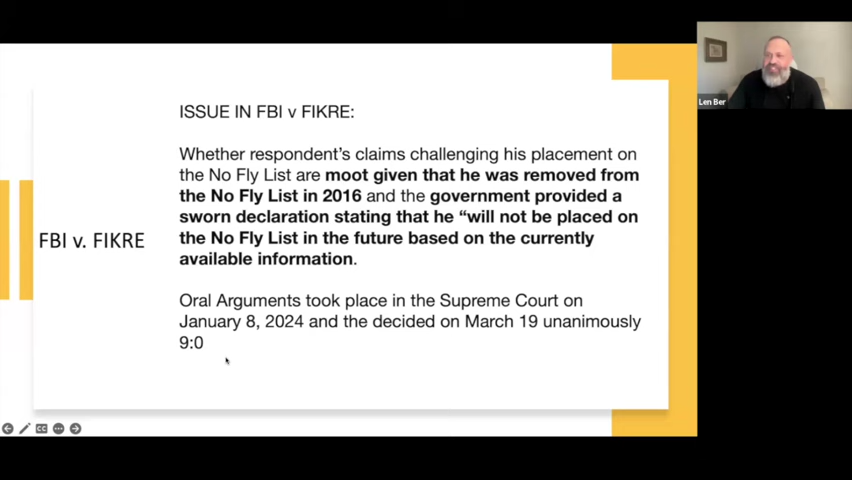 ISSUE IN FBI v FIKRE:
Whether respondent's claims challenging his placement on
the No Fly List are moot given that he was removed from
the No Fly List in 2016 and the government provided a
sworn declaration stating that he “will not be placed on
the No Fly List in the future based on the currently
available information.
Oral Arguments took place in the Supreme Court on
January 8, 2024 and the decided on March 19 unanimously
9:0
FBI v. FIKRE
Len Ber
CC